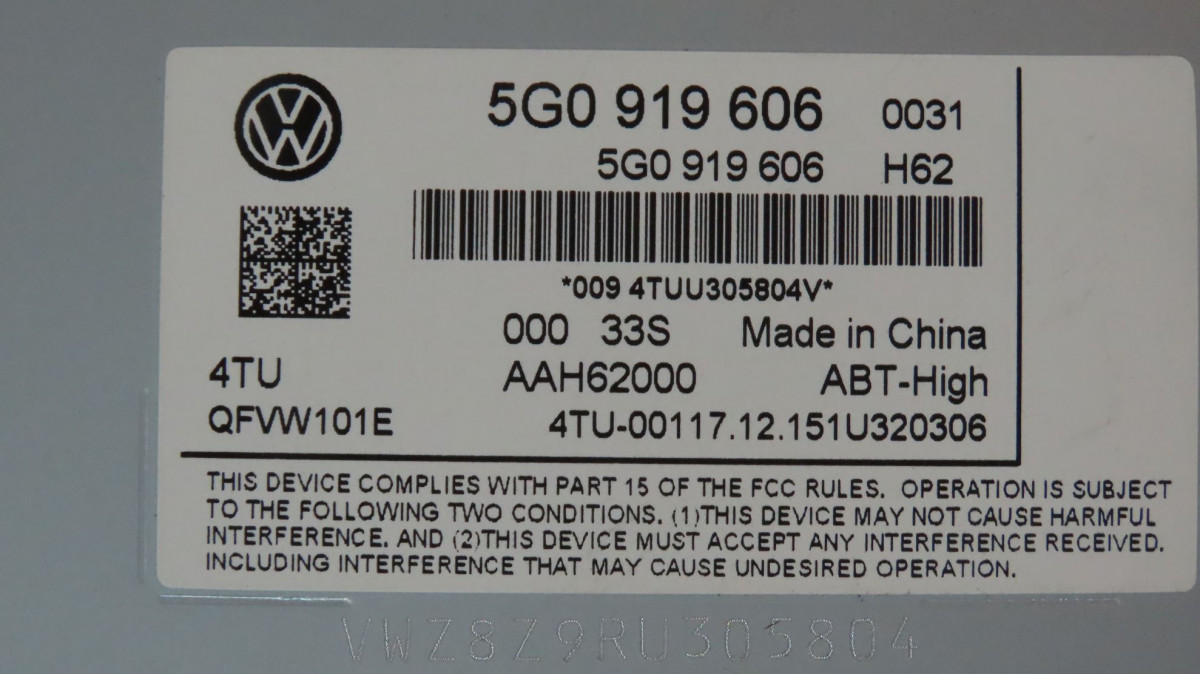 5G0 919 606 0031
5G0 919 606 H62
*009 4TUU305804V*
000 33S Made in China
4TU AAH62000 ABT-High
QFVW101E 4TU-00117.12.151U320306
THIS DEVICE COMPLIES WITH PART 15 OF THE FCC RULES. OPERATION IS SUBJECT
TO THE FOLLOWING TWO CONDITIONS. (1)THIS DEVICE MAY NOT CAUSE HARMFUL
INTERFERENCE. AND (2)THIS DEVICE MUST ACCEPT ANY INTERFERENCE RECEIVED.
INCLUDING INTERFERENCE THAT MAY CAUSE UNDESIRED OPERATION.
VWZ8Z9RU305804